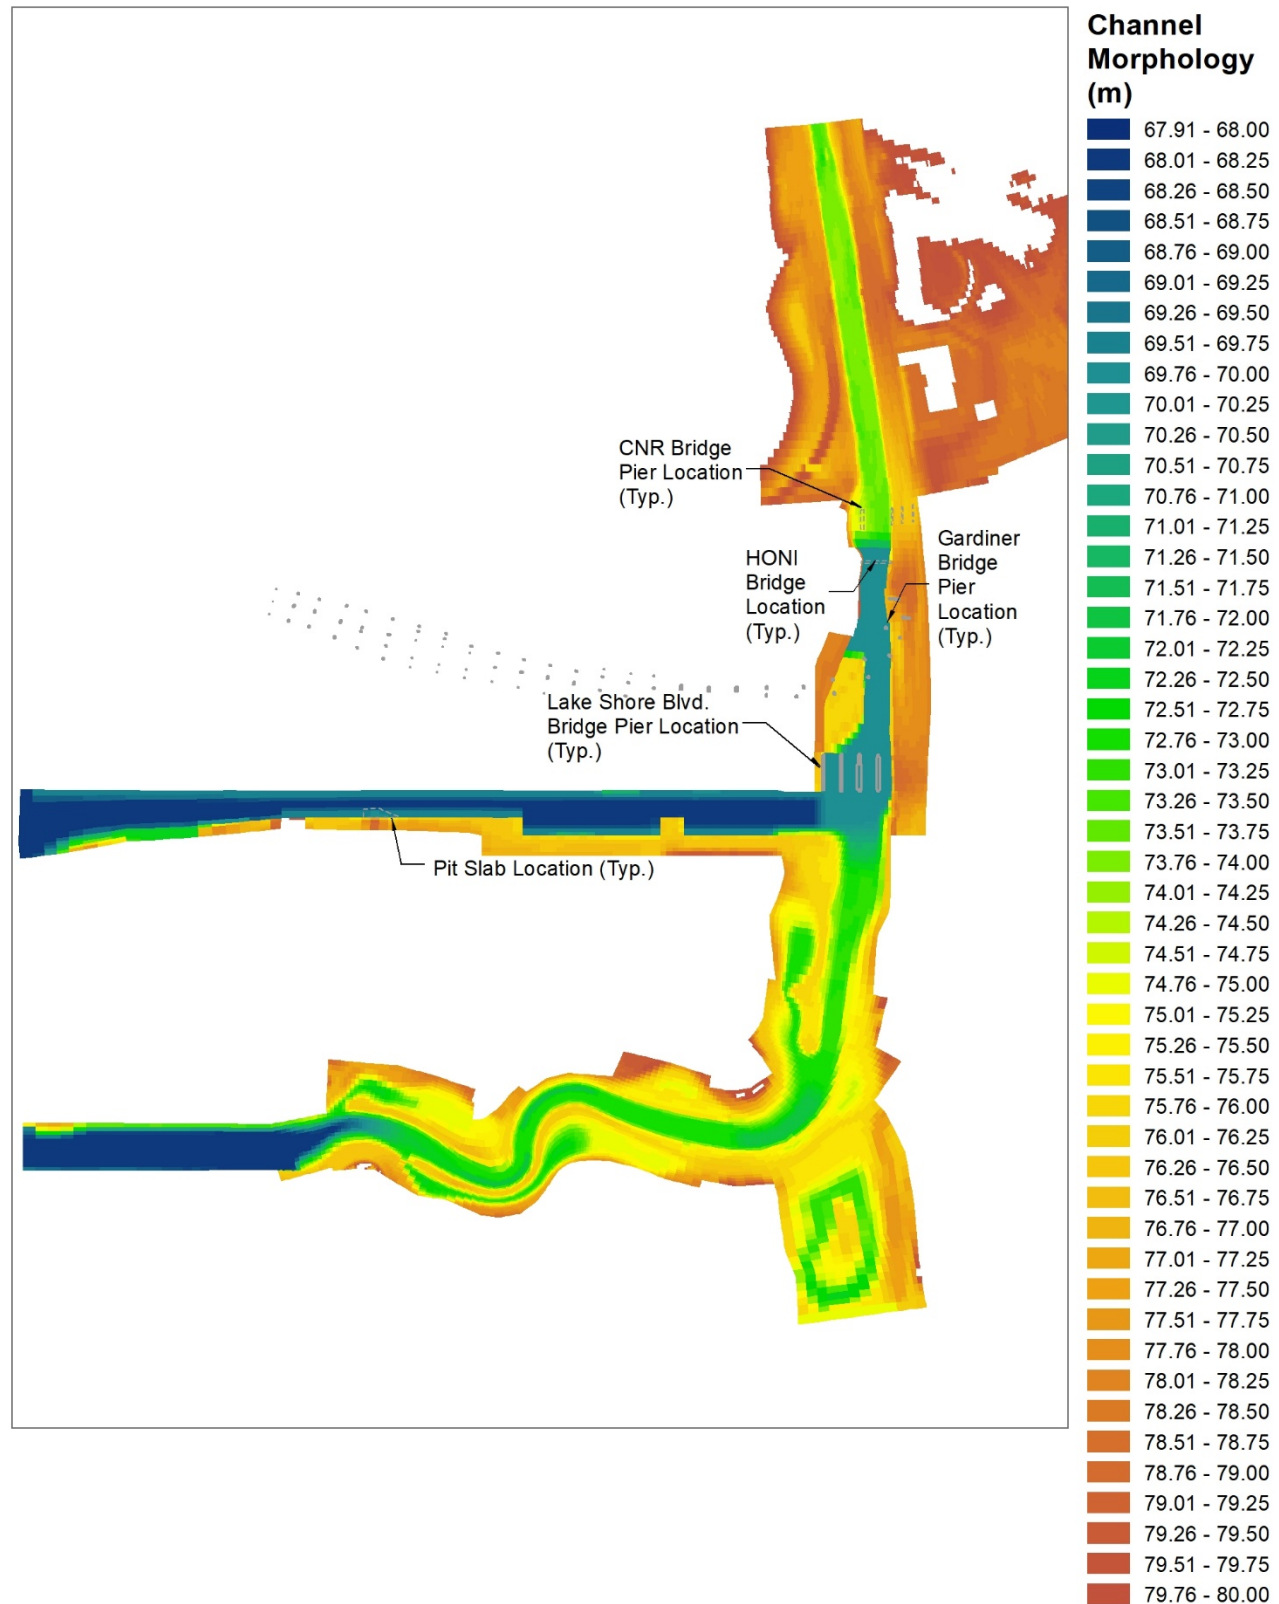 Channel
Morphology
(m)
67.91 - 68.00
68.01 - 68.25
68.26 - 68.50
68.51 - 68.75
68.76 - 69.00
69.01 - 69.25
69.26 - 69.50
69.51 - 69.75
69.76 - 70.00
70.01 - 70.25
70.26 - 70.50
70.51 - 70.75
70.76 - 71.00
71.01 - 71.25
71.26 - 71.50
71.51 - 71.75
71.76 - 72.00
72.01 - 72.25
72.26 - 72.50
72.51 - 72.75
72.76 - 73.00
73.01 - 73.25
73.26 - 73.50
73.51 - 73.75
73.76 - 74.00
74.01 - 74.25
74.26 - 74.50
74.51 - 74.75
74.76 - 75.00
75.01 - 75.25
75.26 - 75.50
75.51 - 75.75
75.76 - 76.00
76.01 - 76.25
76.26 - 76.50
76.51 - 76.75
76.76 - 77.00
77.01 - 77.25
77.26 - 77.50
77.51 - 77.75
77.76 - 78.00
78.01 - 78.25
78.26 - 78.50
78.51 - 78.75
78.76 - 79.00
79.01 - 79.25
79.26 - 79.50
79.51 - 79.75
79.76 - 80.00
CNR Bridge
Pier Location
(Typ.)
HONI
Bridge
Location
(Typ.)
Gardiner
Bridge
Pier
Location
(Typ.)
Lake Shore Blvd.
Bridge Pier Location
(Typ.)
Pit Slab Location (Typ.)